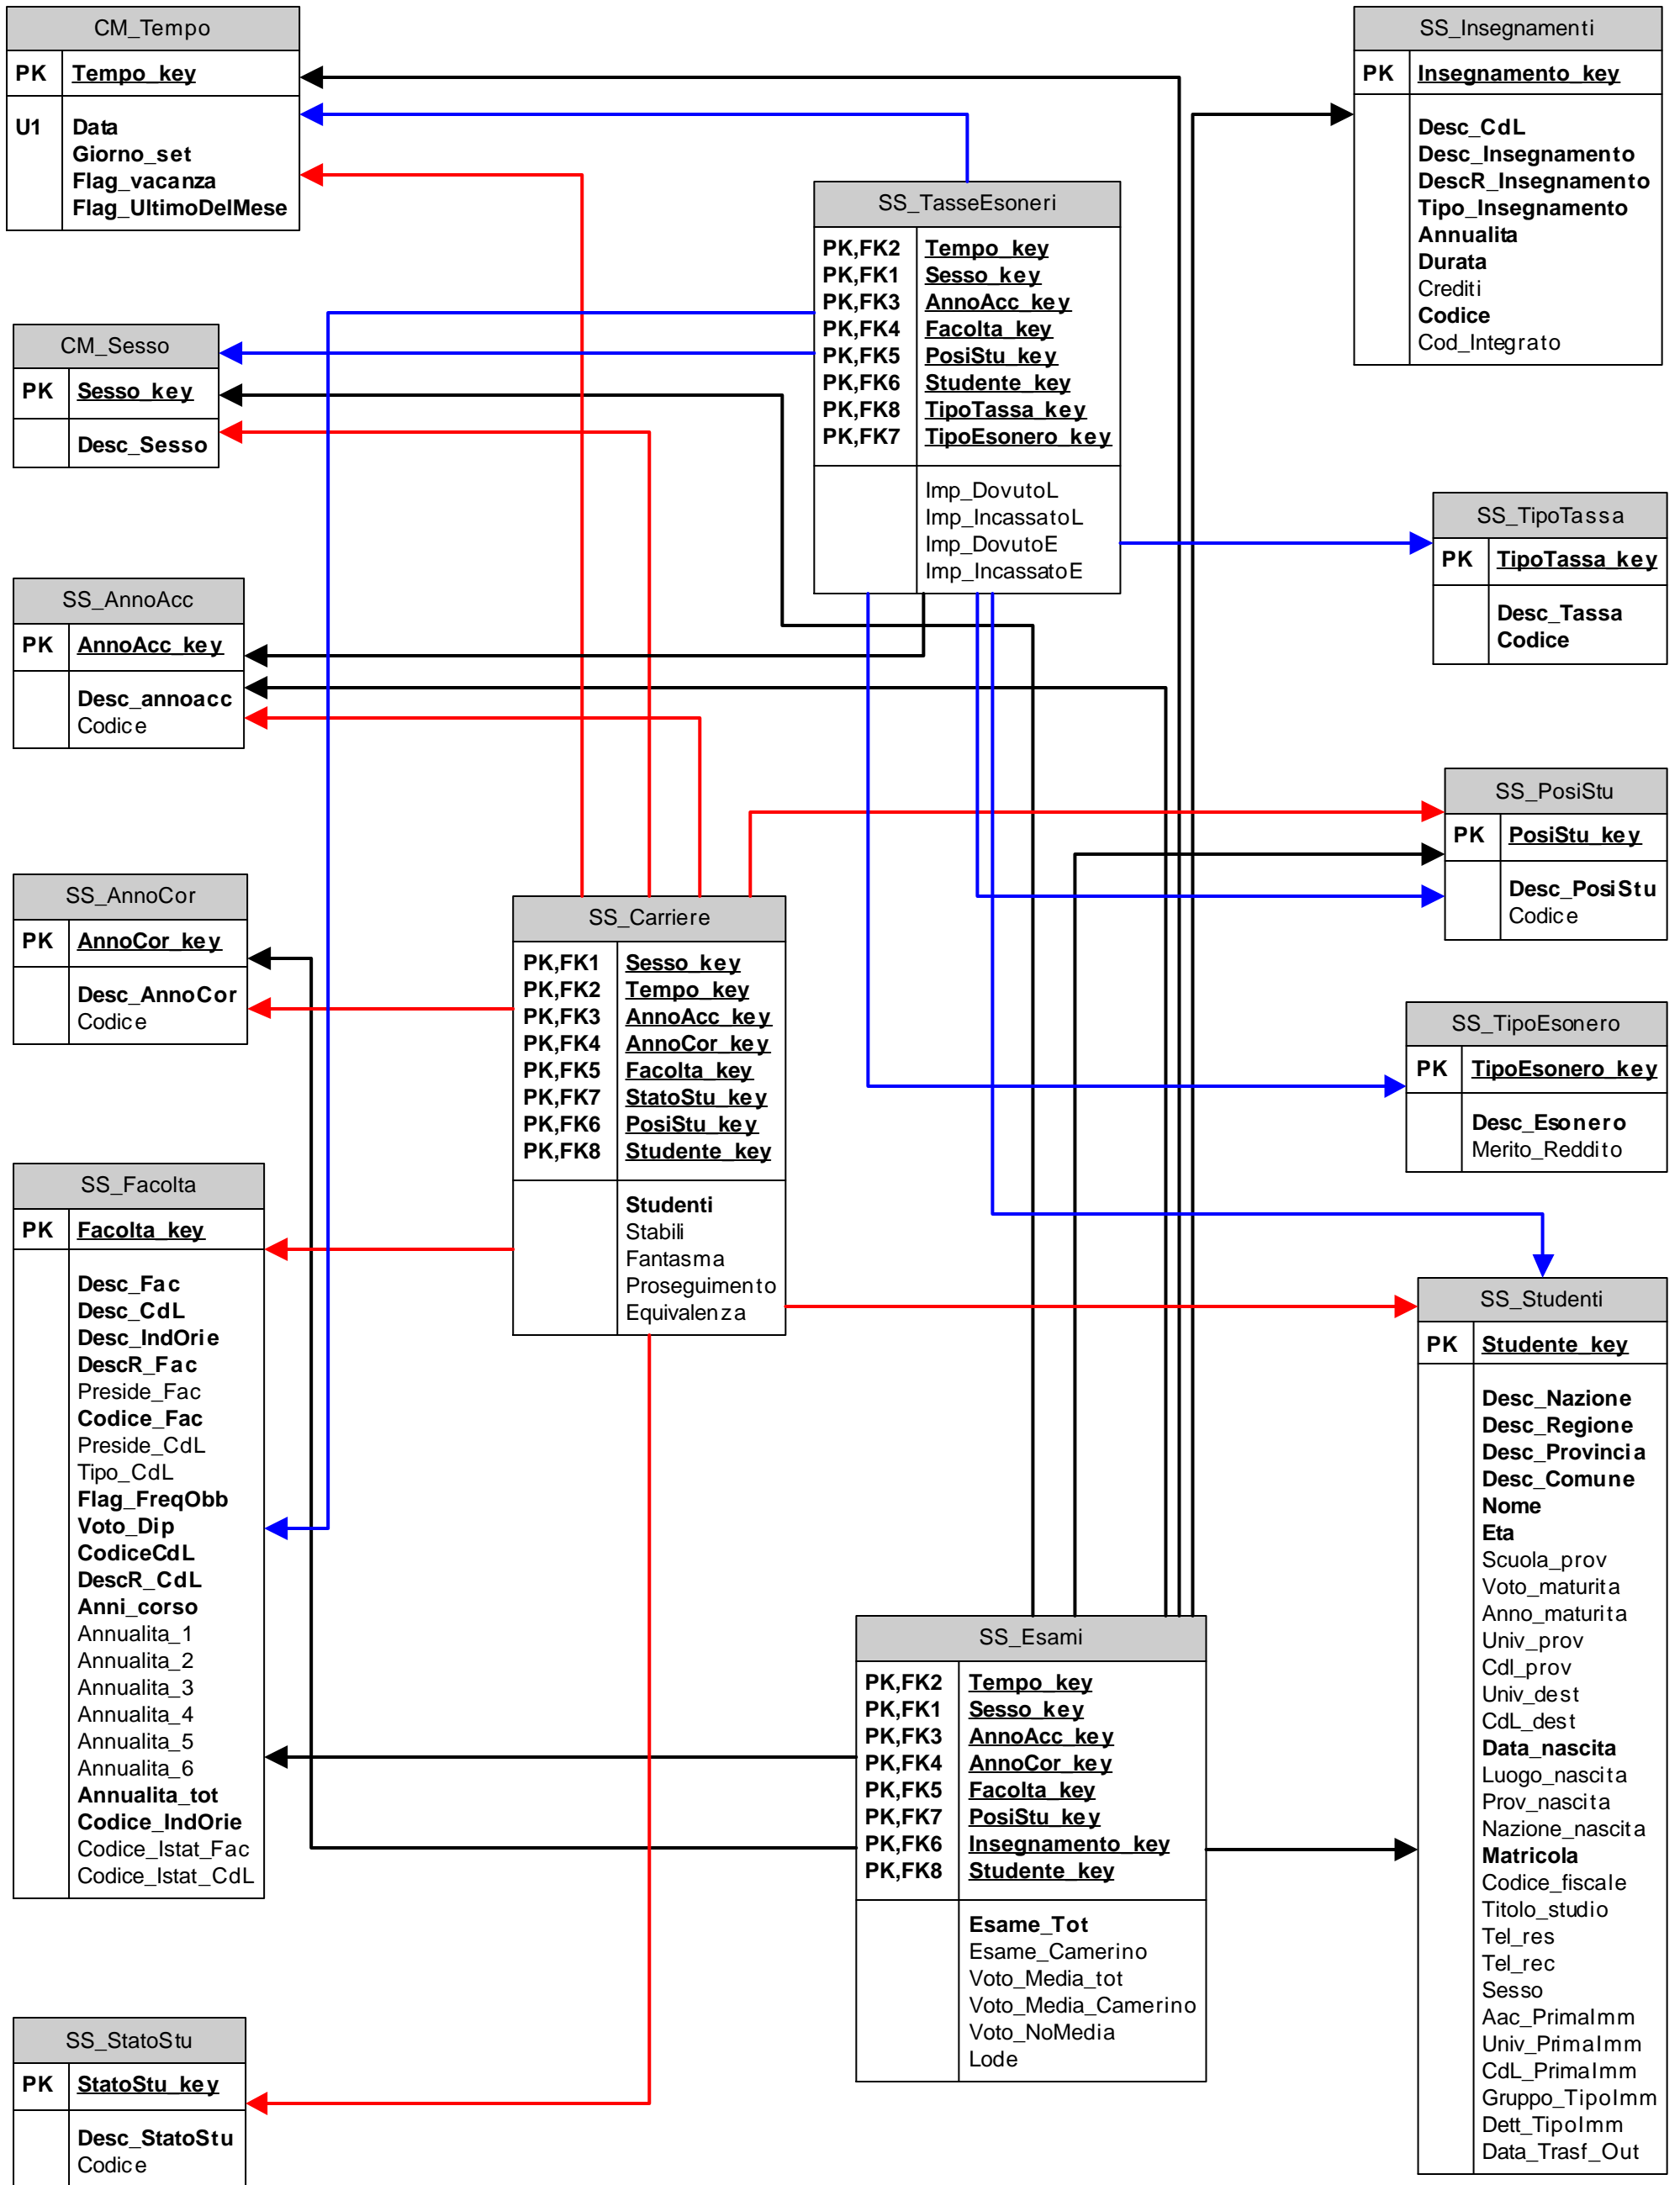 CM_Tempo
PK Tempo_key
U1 Data
Giorno_set
Flag_vacanza
Flag_UltimoDelMese
SS_Insegnamenti
PK Insegnamento_key
Desc_CdL
Desc_Insegnamento
DescR_Insegnamento
Tipo_Insegnamento
Annualita
Durata
Crediti
Codice
Cod_Integrato
SS_TasseEsoneri
PK,FK2 Tempo_key
PK,FK1 Sesso_key
PK,FK3 AnnoAcc_key
PK,FK4 Facolta_key
PK,FK5 PosiStu_key
PK,FK6 Studente_key
PK,FK8 TipoTassa_key
PK,FK7 TipoEsonero_key
Imp_DovutoL
Imp_IncassatoL
Imp_DovutoE
Imp_IncassatoE
CM_Sesso
PK Sesso_key
Desc_Sesso
SS_TipoTassa
PK TipoTassa_key
Desc_Tassa
Codice
SS_AnnoAcc
PK AnnoAcc_key
Desc_annoacc
Codice
SS_PosiStu
PK PosiStu_key
Desc_PosiStu
Codice
SS_AnnoCor
PK AnnoCor_key
Desc_AnnoCor
Codice
SS_Carriere
PK,FK1 Sesso_key
PK,FK2 Tempo_key
PK,FK3 AnnoAcc_key
PK,FK4 AnnoCor_key
PK,FK5 Facolta_key
PK,FK7 StatoStu_key
PK,FK6 PosiStu_key
PK,FK8 Studente_key
Studenti
Stabili
Fantasma
Proseguimento
Equivalenza
SS_TipoEsonero
PK TipoEsonero_key
Desc_Esonero
Merito_Reddito
SS_Facolta
PK Facolta_key
Desc_Fac
Desc_CdL
Desc_IndOrie
DescR_Fac
Preside_Fac
Codice_Fac
Preside_CdL
Tipo_CdL
Flag_FreqObb
Voto_Dip
CodiceCdL
DescR_CdL
Anni_corso
Annualita_1
Annualita_2
Annualita_3
Annualita_4
Annualita_5
Annualita_6
Annualita_tot
Codice_IndOrie
Codice_Istat_Fac
Codice_Istat_CdL
SS_Studenti
PK Studente_key
Desc_Nazione
Desc_Regione
Desc_Provincia
Desc_Comune
Nome
Eta
Scuola_prov
Voto_maturita
Anno_maturita
Univ_prov
Cdl_prov
Univ_dest
CdL_dest
Data_nascita
Luogo_nascita
Prov_nascita
Nazione_nascita
Matricola
Codice_fiscale
Titolo_studio
Tel_res
Tel_rec
Sesso
Aac_PrimaImm
Univ_PrimaImm
CdL_PrimaImm
Gruppo_TipoImm
Dett_TipoImm
Data_Trasf_Out
SS_Esami
PK,FK2 Tempo_key
PK,FK1 Sesso_key
PK,FK3 AnnoAcc_key
PK,FK4 AnnoCor_key
PK,FK5 Facolta_key
PK,FK7 PosiStu_key
PK,FK6 Insegnamento_key
PK,FK8 Studente_key
Esame_Tot
Esame_Camerino
Voto_Media_tot
Voto_Media_Camerino
Voto_NoMedia
Lode
SS_StatoStu
PK StatoStu_key
Desc_StatoStu
Codice